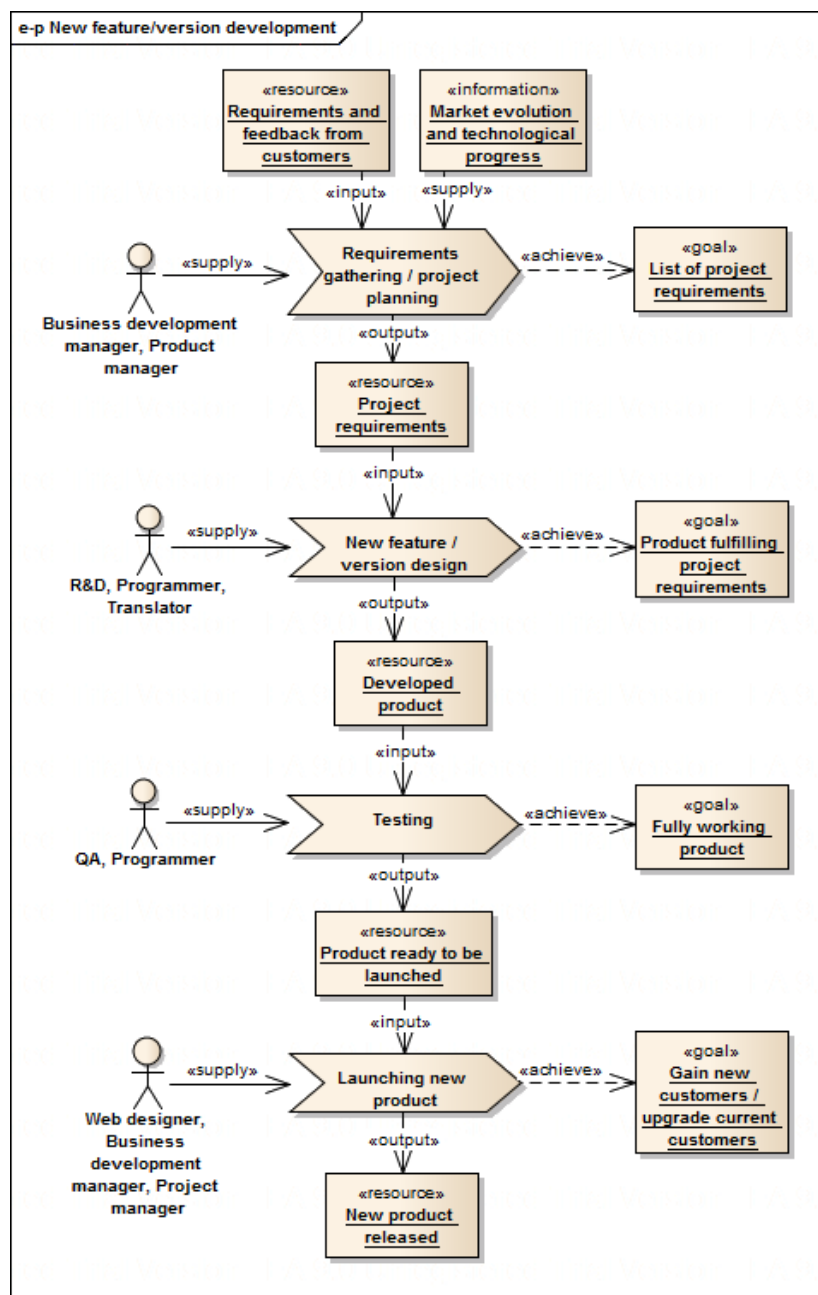 e-p New feature/version development
«resource»
Requirements and
feedback from
customers
«information»
Market evolution
and technological
progress
«input»
«supply»
«supply»
Requirements
gathering / project
planning
«achieve»
«goal»
List of project
requirements
Business development
manager, Product
manager
«output»
«resource»
Project
requirements
«input»
«supply»
New feature /
version design
«achieve»
«goal»
Product fulfilling
project
requirements
R&D, Programmer,
Translator
«output»
«resource»
Developed
product
«input»
«supply»
Testing
«achieve»
«goal»
Fully working
product
QA, Programmer
«output»
«resource»
Product ready to be
launched
«input»
«supply»
Launching new
product
«achieve»
«goal»
Gain new
customers /
upgrade current
customers
Web designer,
Business
development
manager, Project
manager
«output»
«resource»
New product
released